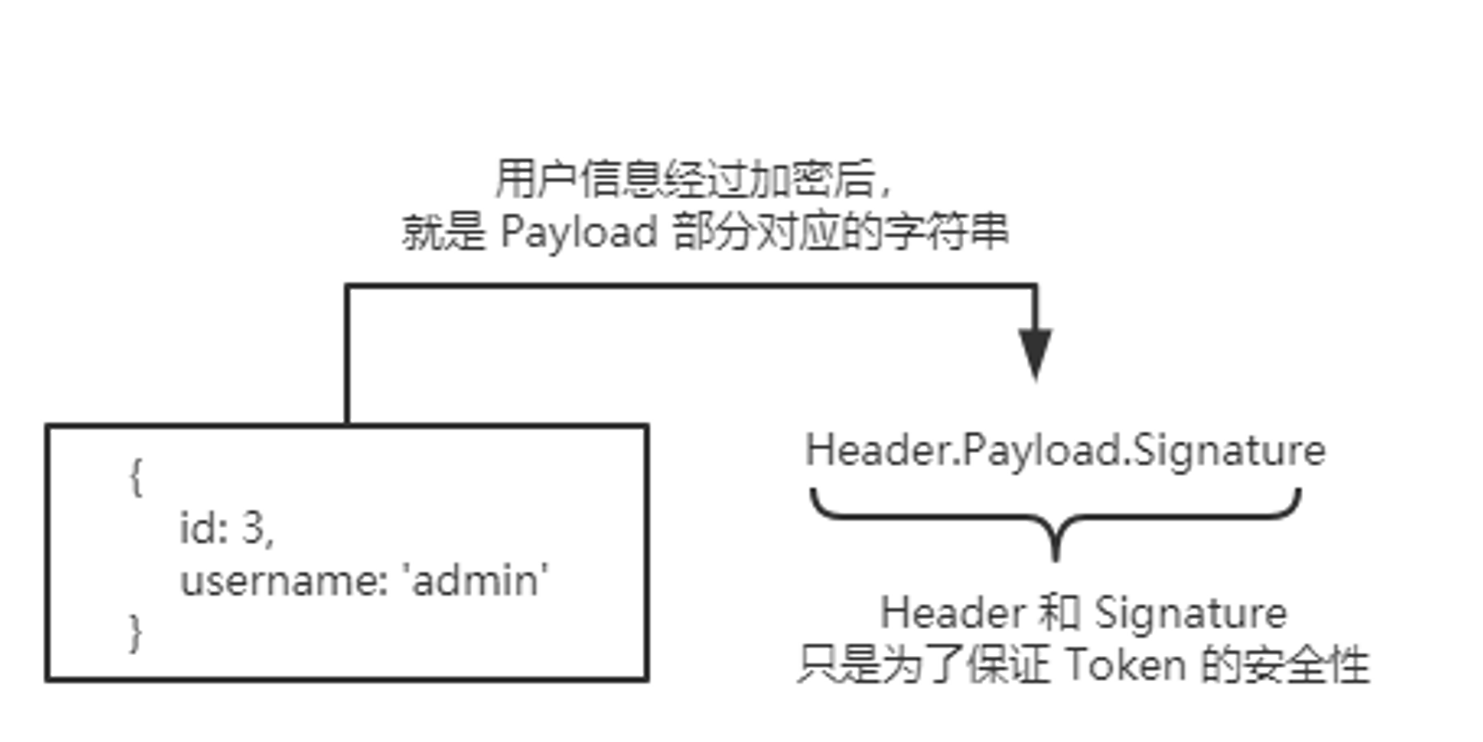 用户信息经过加密后，
就是 Payload 部分对应的字符串
{
id: 3,
username: 'admin'
}
Header.Payload.Signature
Header 和 Signature
只是为了保证 Token 的安全性